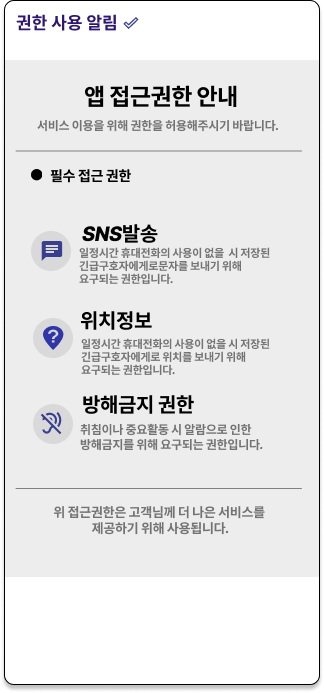 권한 사용 알림
앱 접근권한 안내
서비스 이용을 위해 권한을 허용해주시기 바랍니다.
● 필수 접근 권한
SNS발송
일정시간 휴대전화의 사용이 없을 시 저장된
긴급구호자에게로문자를 보내기 위해
요구되는 권한입니다.
위치정보
일정시간 휴대전화의 사용이 없을 시 저장된
긴급구호자에게로 위치를 보내기 위해
요구되는 권한입니다.
방해금지 권한
취침이나 중요활동 시 알람으로 인한
방해금지를 위해 요구되는 권한입니다.
위 접근권한은 고객님께 더 나은 서비스를
제공하기 위해 사용됩니다.